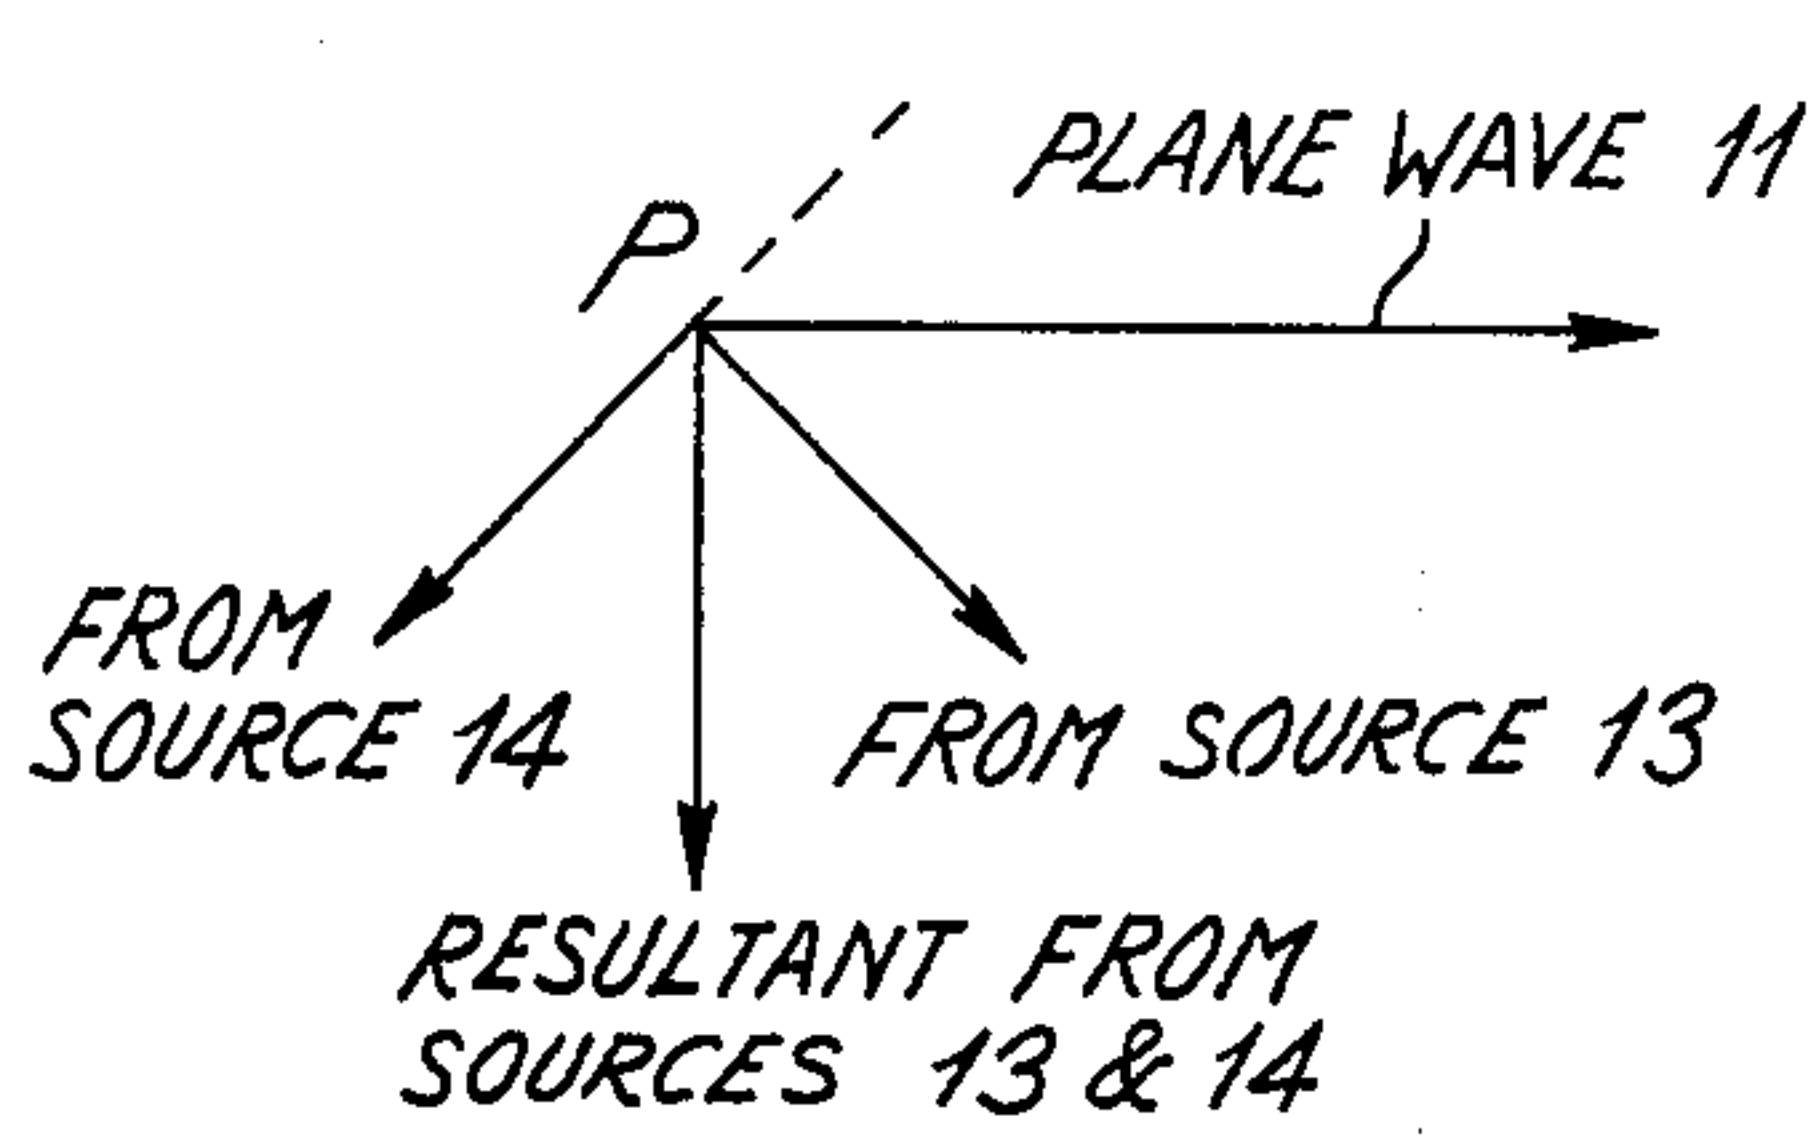 PLANE WAVE 11
P
FROM
SOURCE 14
FROM SOURCE 13
RESULTANT FROM
SOURCES 13 & 14